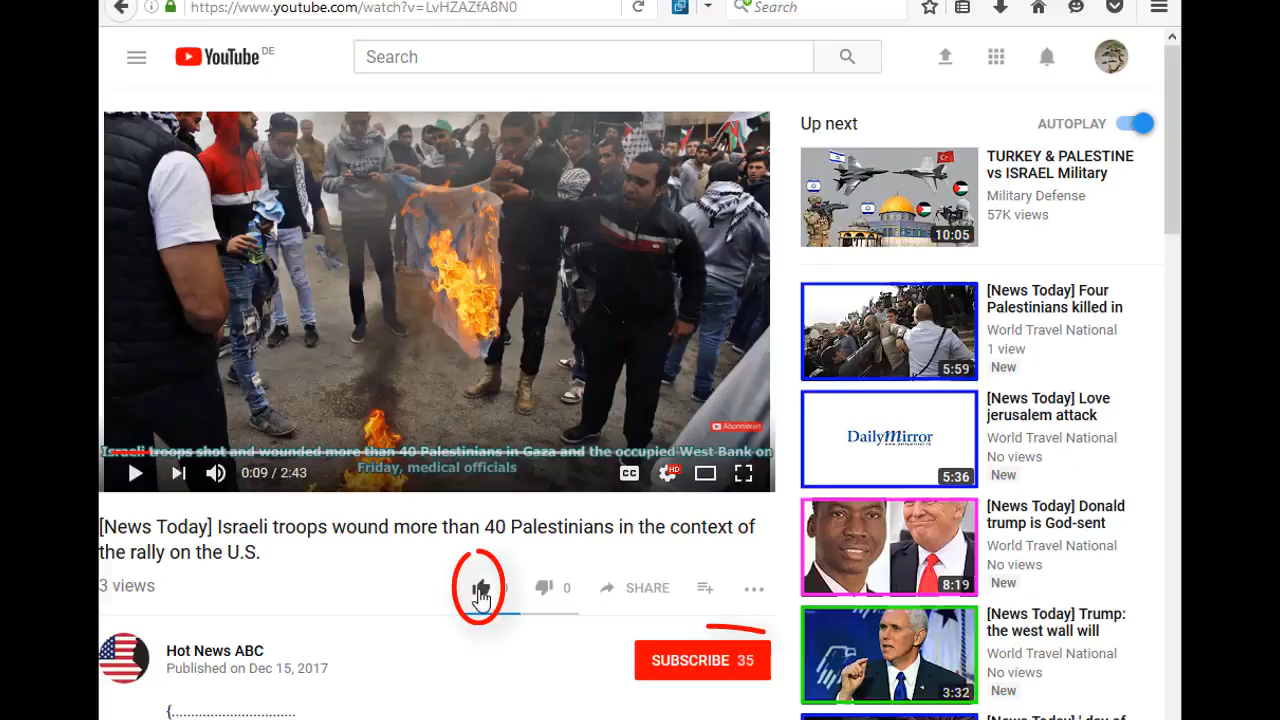 https://www.youtube.com/watch?v=LvHZAZfA8N0
Search
YouTube DE
Search
Abonnieren
Israeli troops shot and wounded more than 40 Palestinians in Gaza and the occupied West Bank on
Friday, medical officials
0:09 / 2:43
CC
HD
[News Today] Israeli troops wound more than 40 Palestinians in the context of
the rally on the U.S.
3 views
0
SHARE
Hot News ABC
Published on Dec 15, 2017
SUBSCRIBE 35
{..............................
Up next
AUTOPLAY
10:05
TURKEY & PALESTINE
vs ISRAEL Military
Military Defense
57K views
5:59
[News Today] Four
Palestinians killed in
World Travel National
1 view
New
DailyMirror
5:36
[News Today] Love
jerusalem attack
World Travel National
No views
New
8:19
[News Today] Donald
trump is God-sent
World Travel National
No views
New
3:32
[News Today] Trump:
the west wall will
World Travel National
No views
New